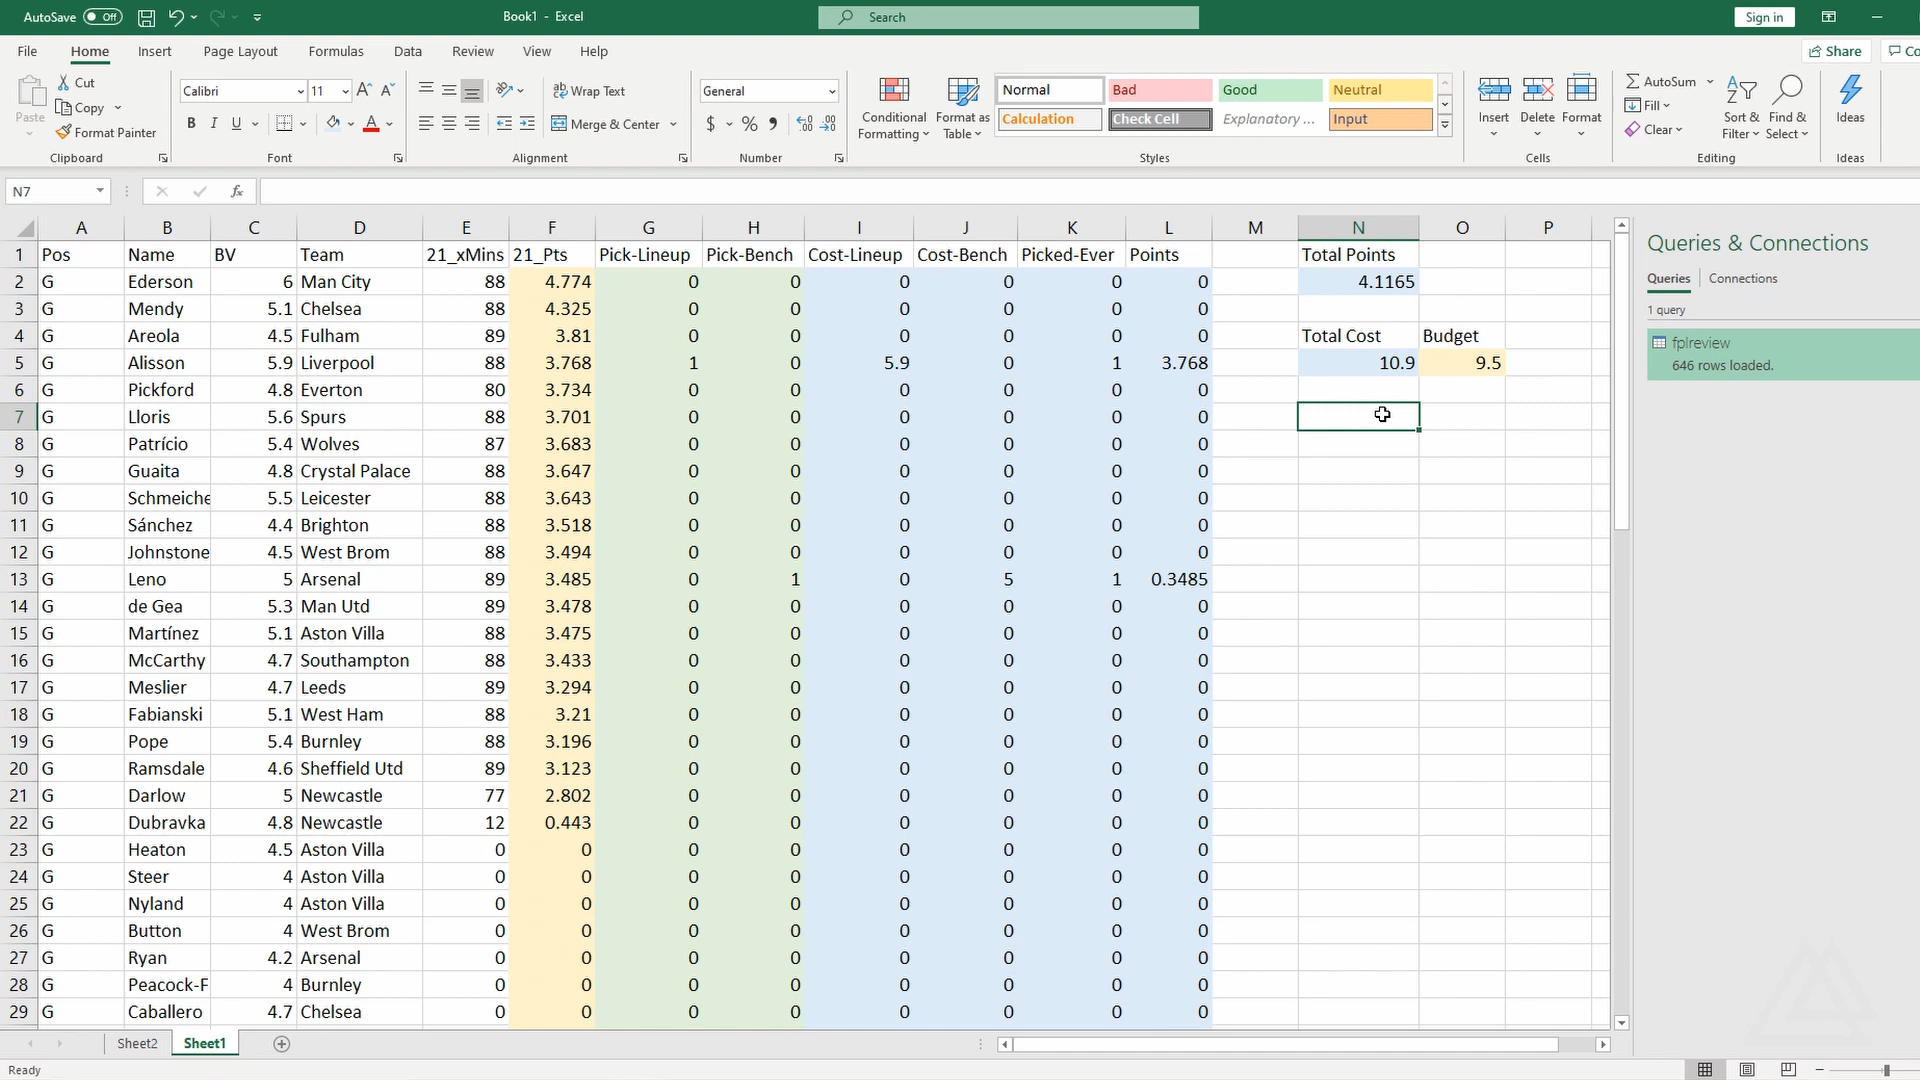 AutoSave Off Book1 - Excel Search Sign in
File Home Insert Page Layout Formulas Data Review View Help Share Co
Paste Cut Copy Format Painter Clipboard
Calibri 11 B I U Font
Wrap Text Merge & Center Alignment
General $ % , Number
Conditional Formatting Format as Table Normal Bad Good Neutral Calculation Check Cell Explanatory ... Input Styles
Insert Delete Format Cells
AutoSum Fill Clear Sort & Filter Find & Select Editing
Ideas Ideas
N7 fx
A B C D E F G H I J K L M N O P
1 Pos Name BV Team 21_xMins 21_Pts Pick-Lineup Pick-Bench Cost-Lineup Cost-Bench Picked-Ever Points Total Points
2 G Ederson 6 Man City 88 4.774 0 0 0 0 0 0 4.1165
3 G Mendy 5.1 Chelsea 88 4.325 0 0 0 0 0 0
4 G Areola 4.5 Fulham 89 3.81 0 0 0 0 0 0 Total Cost Budget
5 G Alisson 5.9 Liverpool 88 3.768 1 0 5.9 0 1 3.768 10.9 9.5
6 G Pickford 4.8 Everton 80 3.734 0 0 0 0 0 0
7 G Lloris 5.6 Spurs 88 3.701 0 0 0 0 0 0
8 G Patrício 5.4 Wolves 87 3.683 0 0 0 0 0 0
9 G Guaita 4.8 Crystal Palace 88 3.647 0 0 0 0 0 0
10 G Schmeiche 5.5 Leicester 88 3.643 0 0 0 0 0 0
11 G Sánchez 4.4 Brighton 88 3.518 0 0 0 0 0 0
12 G Johnstone 4.5 West Brom 88 3.494 0 0 0 0 0 0
13 G Leno 5 Arsenal 89 3.485 0 1 0 5 1 0.3485
14 G de Gea 5.3 Man Utd 89 3.478 0 0 0 0 0 0
15 G Martínez 5.1 Aston Villa 88 3.475 0 0 0 0 0 0
16 G McCarthy 4.7 Southampton 88 3.433 0 0 0 0 0 0
17 G Meslier 4.7 Leeds 89 3.294 0 0 0 0 0 0
18 G Fabianski 5.1 West Ham 88 3.21 0 0 0 0 0 0
19 G Pope 5.4 Burnley 88 3.196 0 0 0 0 0 0
20 G Ramsdale 4.6 Sheffield Utd 89 3.123 0 0 0 0 0 0
21 G Darlow 5 Newcastle 77 2.802 0 0 0 0 0 0
22 G Dubravka 4.8 Newcastle 12 0.443 0 0 0 0 0 0
23 G Heaton 4.5 Aston Villa 0 0 0 0 0 0 0 0
24 G Steer 4 Aston Villa 0 0 0 0 0 0 0 0
25 G Nyland 4 Aston Villa 0 0 0 0 0 0 0 0
26 G Button 4 West Brom 0 0 0 0 0 0 0 0
27 G Ryan 4.2 Arsenal 0 0 0 0 0 0 0 0
28 G Peacock-F 4 Burnley 0 0 0 0 0 0 0 0
29 G Caballero 4.7 Chelsea 0 0 0 0 0 0 0 0
Queries & Connections
Queries Connections
1 query
fplreview
646 rows loaded.
Sheet2 Sheet1
Ready